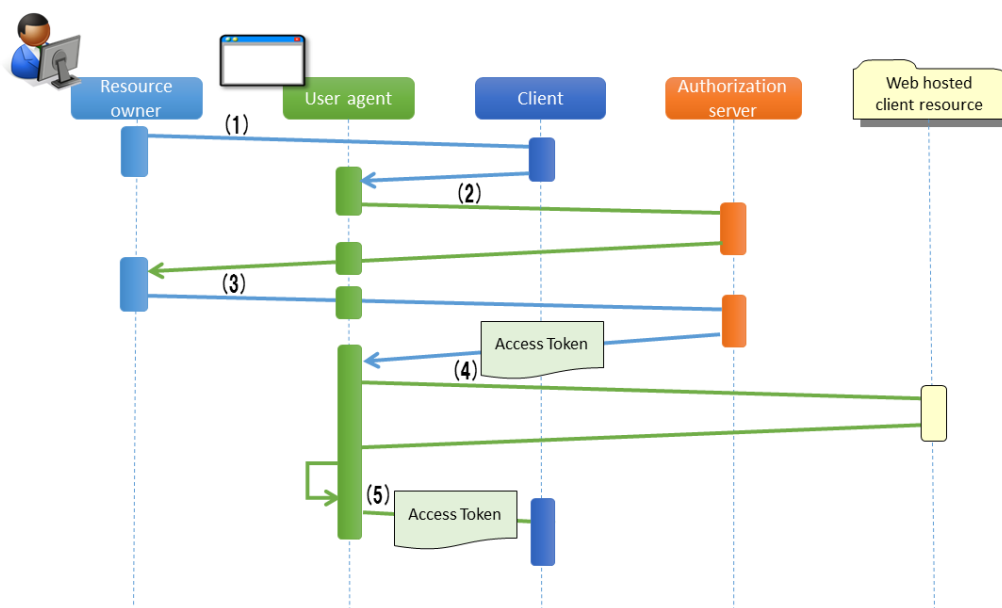 Resource
owner
User agent
Client
Authorization
server
Web hosted
client resource
(1)
(2)
(3)
Access Token
(4)
(5)
Access Token